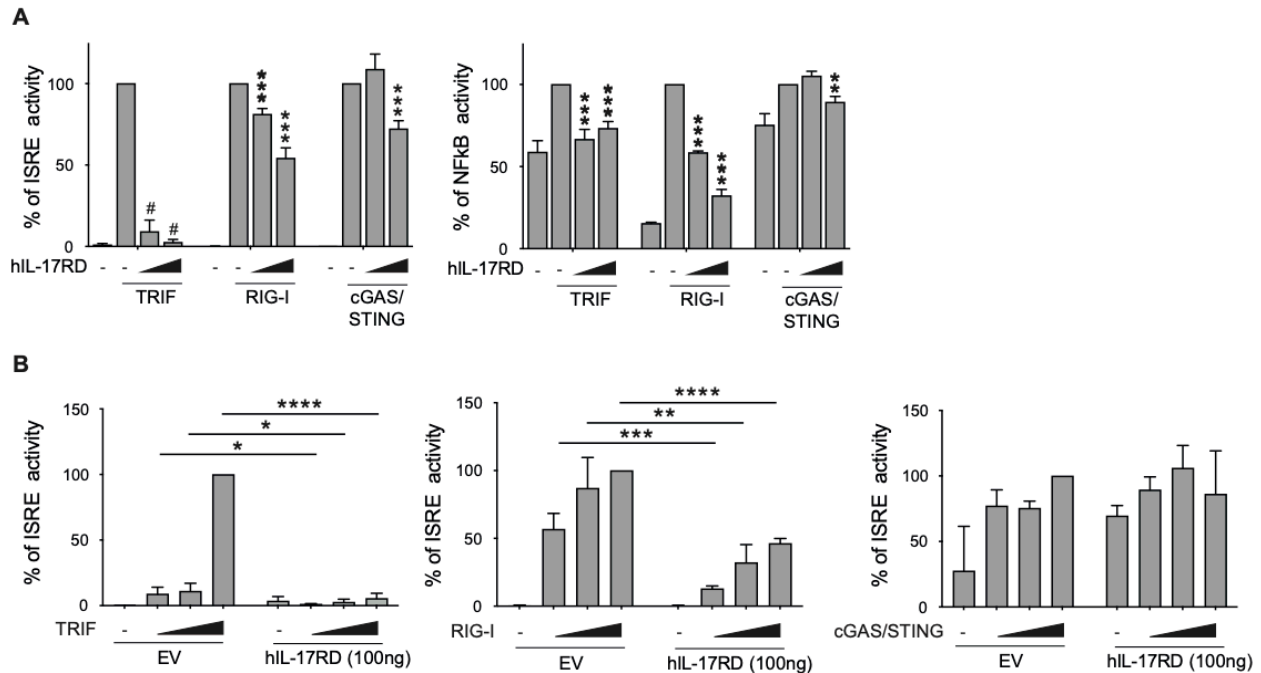 A
% of ISRE activity
100
50
0
***
***
***
#
#
hIL-17RD
- - - - - -
TRIF
RIG-I
cGAS/
STING
% of NFkB activity
100
50
0
***
***
***
***
**
hIL-17RD
- - - - - -
TRIF
RIG-I
cGAS/
STING
B
% of ISRE activity
150
100
50
0
****
*
*
TRIF
- -
EV
hIL-17RD (100ng)
% of ISRE activity
150
100
50
0
****
**
***
RIG-I
- -
EV
hIL-17RD (100ng)
% of ISRE activity
150
100
50
0
cGAS/STING
- -
EV
hIL-17RD (100ng)